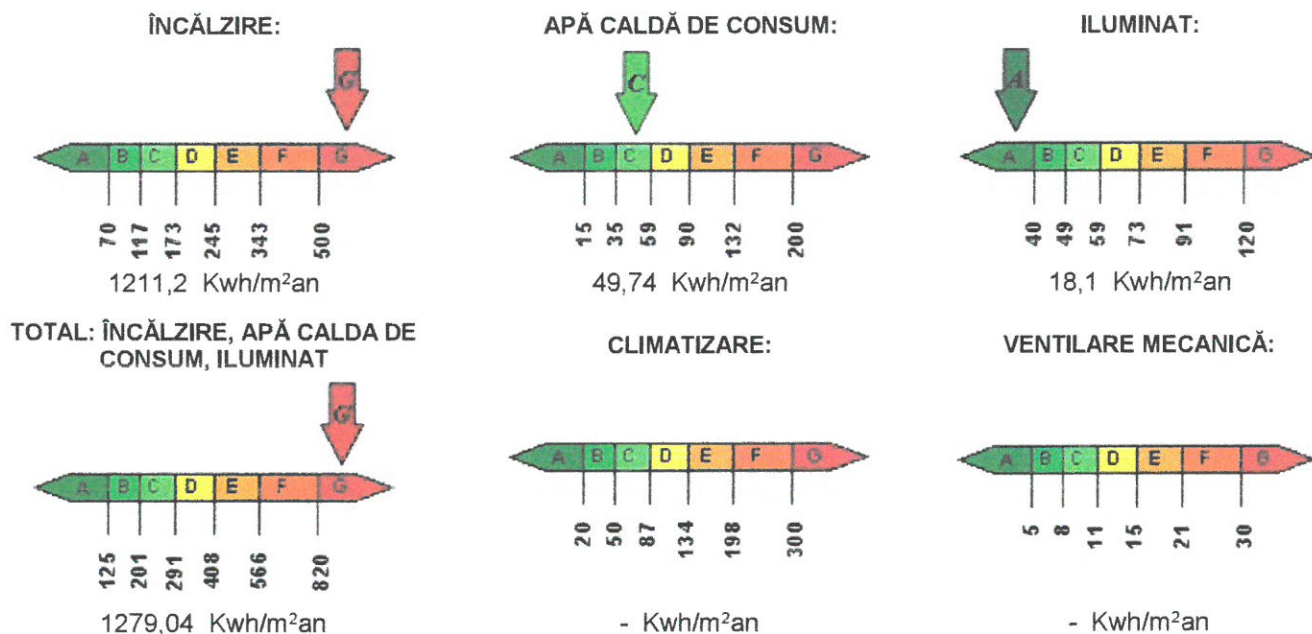 ÎNCĂLZIRE:
G
A B C D E F G
70 117 173 245 343 500
1211,2 Kwh/m²an
APĂ CALDĂ DE CONSUM:
C
A B C D E F G
15 35 59 90 132 200
49,74 Kwh/m²an
ILUMINAT:
A
A B C D E F G
40 49 59 73 91 120
18,1 Kwh/m²an
TOTAL: ÎNCĂLZIRE, APĂ CALDA DE
CONSUM, ILUMINAT
G
A B C D E F G
125 201 291 408 566 820
1279,04 Kwh/m²an
CLIMATIZARE:
A B C D E F G
20 50 87 134 198 300
- Kwh/m²an
VENTILARE MECANICĂ:
A B C D E F G
5 8 11 15 21 30
- Kwh/m²an